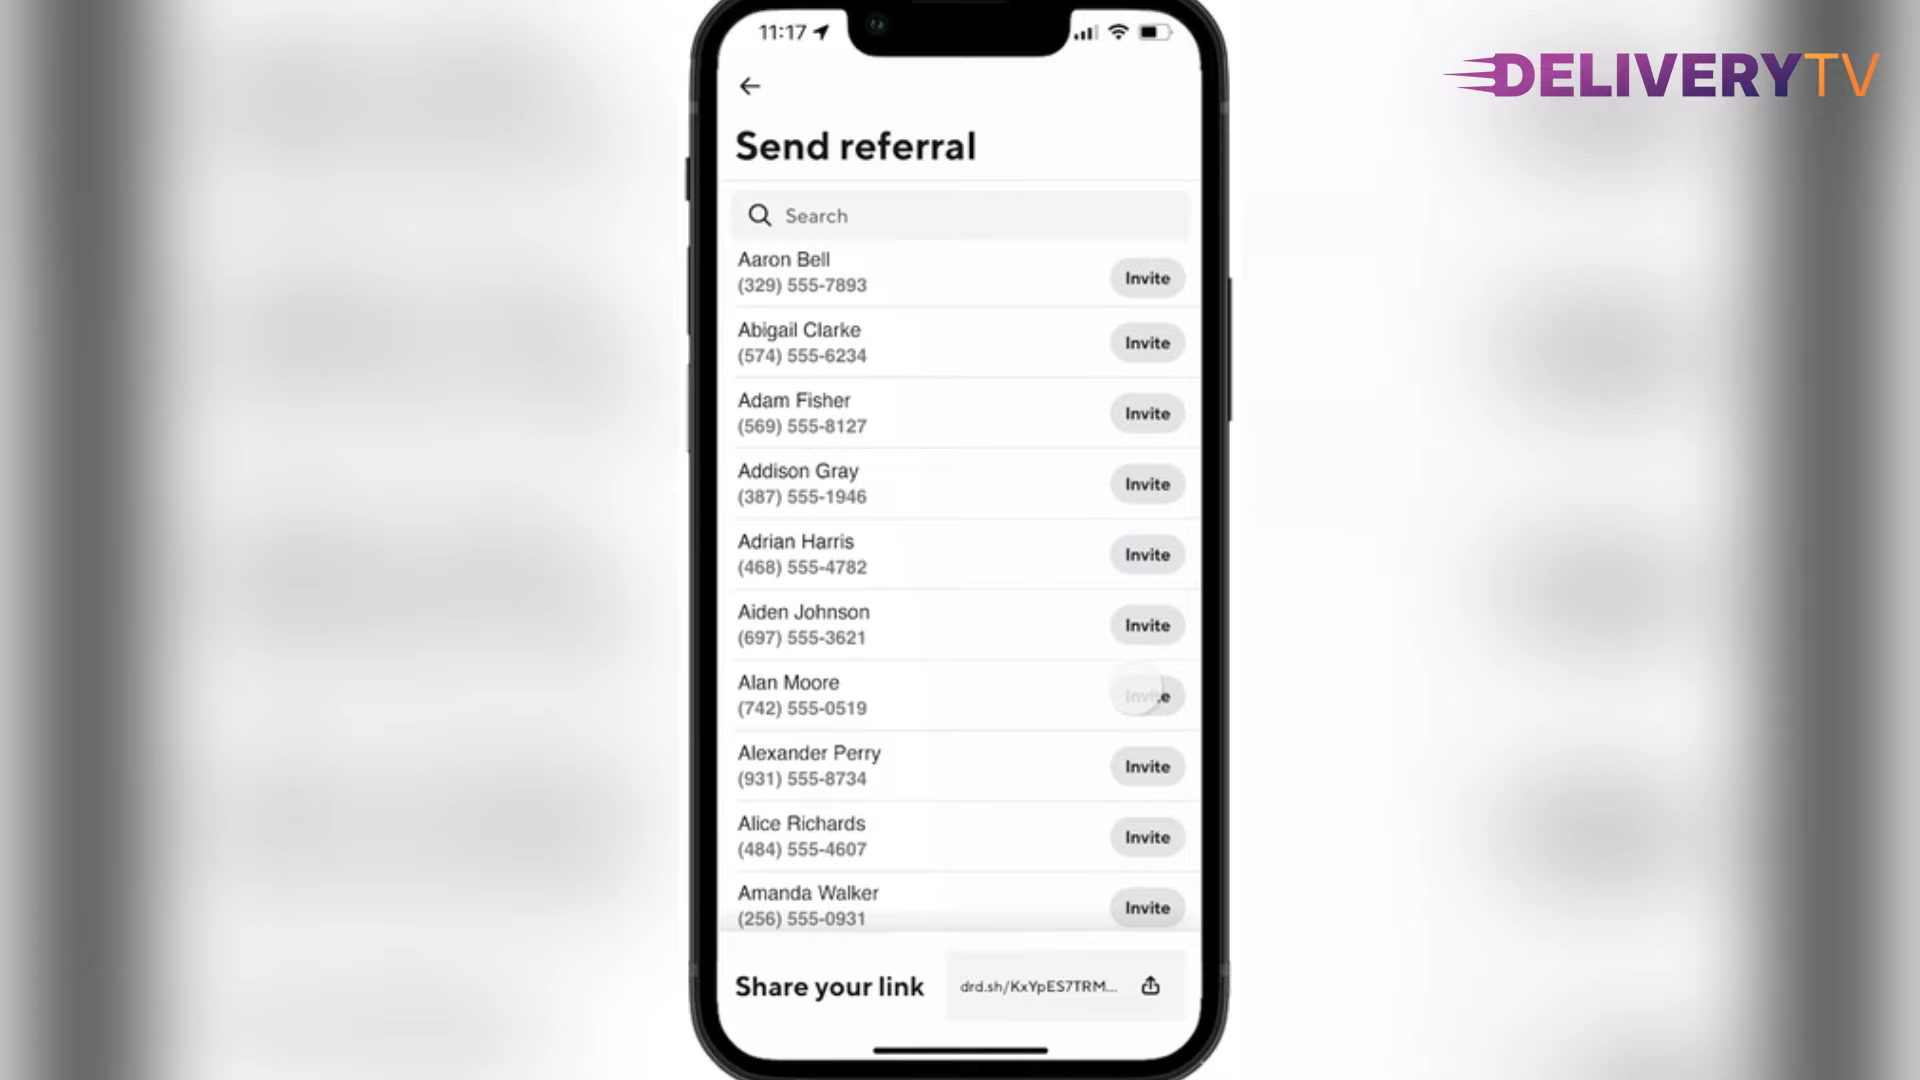 11:17
DELIVERYTV
Send referral
Search
Aaron Bell
(329) 555-7893
Invite
Abigail Clarke
(574) 555-6234
Invite
Adam Fisher
(569) 555-8127
Invite
Addison Gray
(387) 555-1946
Invite
Adrian Harris
(468) 555-4782
Invite
Aiden Johnson
(697) 555-3621
Invite
Alan Moore
(742) 555-0519
Invite
Alexander Perry
(931) 555-8734
Invite
Alice Richards
(484) 555-4607
Invite
Amanda Walker
(256) 555-0931
Invite
Share your link
drd.sh/KxYpES7TRM...